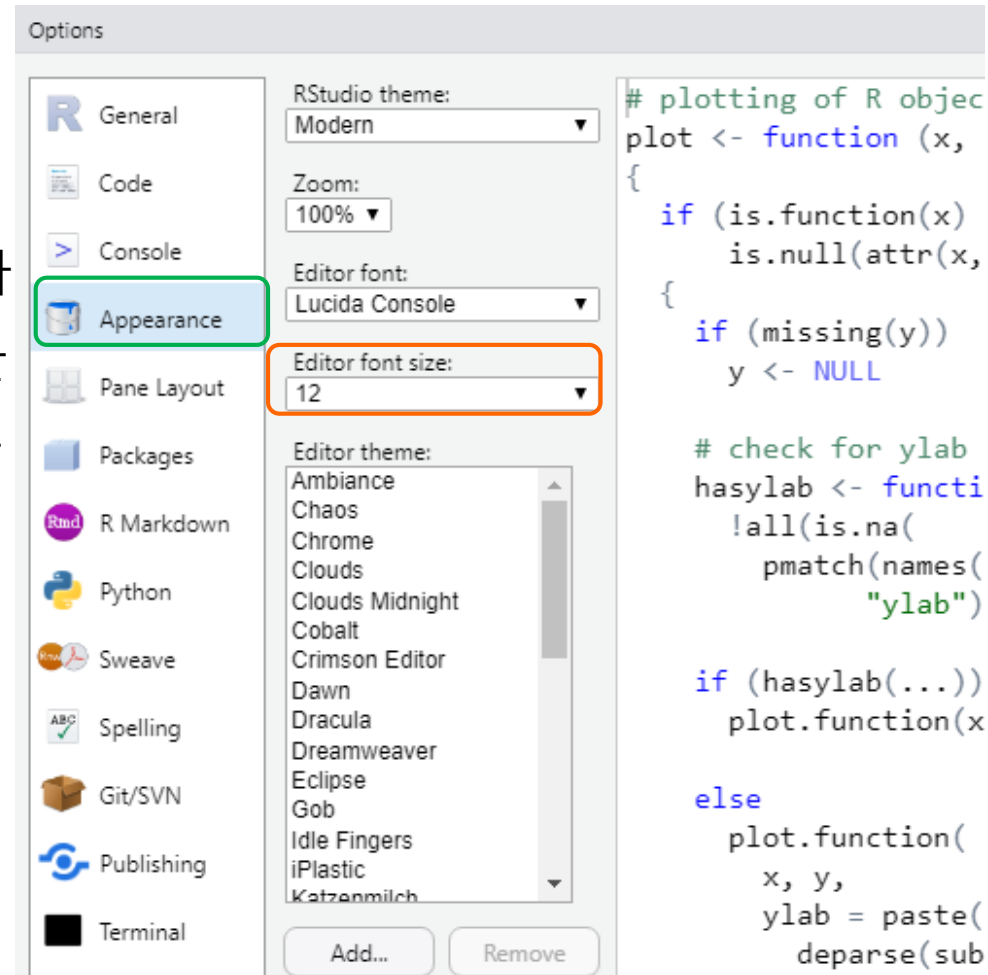 Options
General
Code
Console
Appearance
Pane Layout
Packages
Rmd
R Markdown
Python
Sweave
ABC
Spelling
Git/SVN
Publishing
Terminal
RStudio theme:
Modern
Zoom:
100%
Editor font:
Lucida Console
Editor font size:
12
Editor theme:
Ambiance
Chaos
Chrome
Clouds
Clouds Midnight
Cobalt
Crimson Editor
Dawn
Dracula
Dreamweaver
Eclipse
Gob
Idle Fingers
iPlastic
Katzenmilch
Add...
Remove
# plotting of R objec
plot <- function (x,
{
if (is.function(x)
is.null(attr(x,
{
if (missing(y))
y <- NULL
# check for ylab
hasylab <- functi
!all(is.na(
pmatch(names(
"ylab")
if (hasylab(...))
plot.function(x
else
plot.function(
x, y,
ylab = paste(
deparse(sub